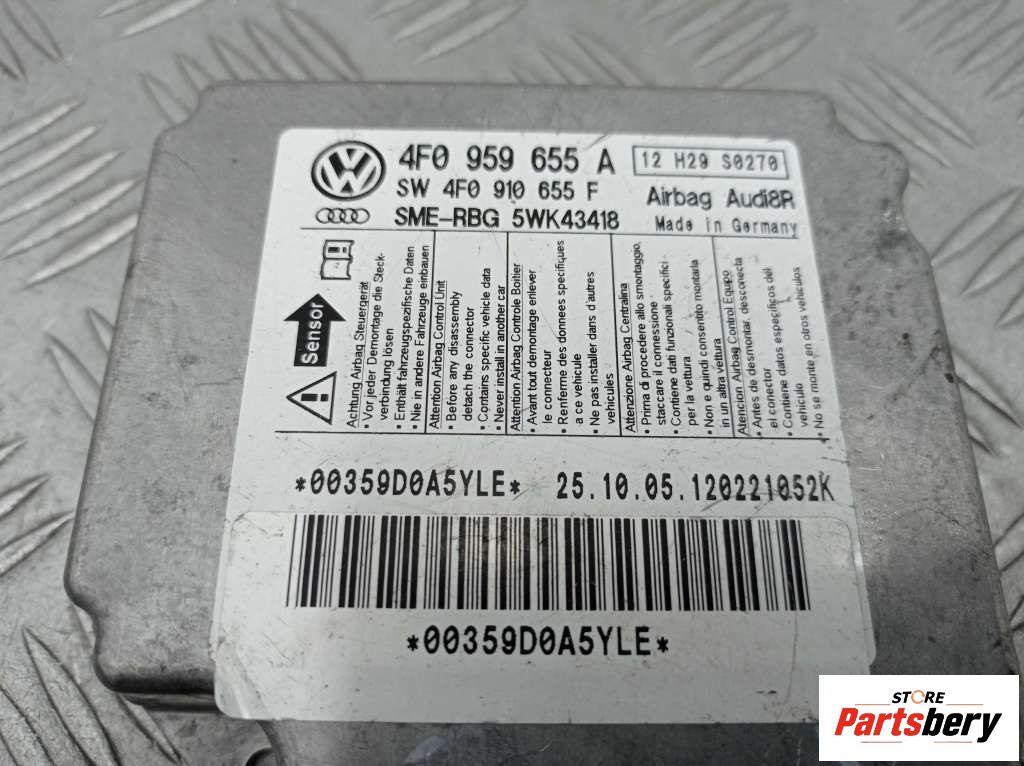 4F0 959 655 A
12 H29 S0270
SW 4F0 910 655 F
Airbag Audi8R
SME-RBG 5WK43418
Made in Germany
Sensor
Achtung Airbag Steuergerät
• Vor jeder Demontage die Steck-
verbindung lösen
• Enthält fahrzeugspezifische Daten
• Nie in andere Fahrzeuge einbauen
Attention Airbag Control Unit
• Before any disassembly
detach the connector
• Contains specific vehicle data
• Never install in another car
Attention Airbag Controle Boitier
• Avant tout demontage enlever
le connecteur
• Renferme des donnees specifiques
a ce vehicule
• Ne pas installer dans d'autres
vehicules
Attenzione Airbag Centralina
• Prima di procedere allo smontaggio,
staccare il connessione
• Contiene dati funzionali specifici
per la vettura
• Non e quindi consentito montarla
in un altra vettura
Atencion Airbag Control Equipo
• Antes de desmontar, desconecta
el conector
• Contiene datos especificos del
vehiculo
• No se monte en otros vehiculos
*00359D0A5YLE*
25.10.05.120221052K
*00359D0A5YLE*
STORE
Partsbery